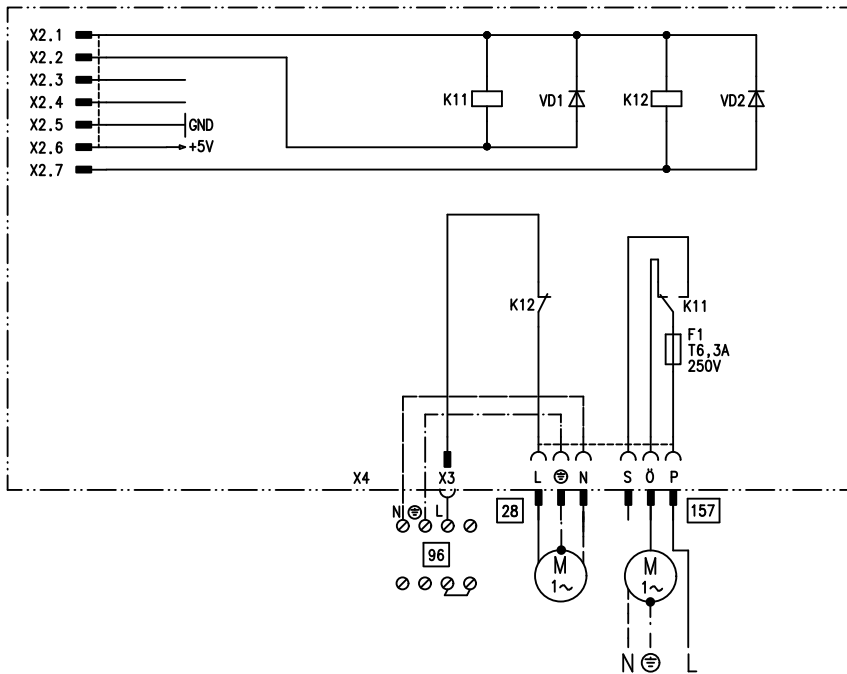 X2.1
X2.2
X2.3
X2.4
X2.5 GND
X2.6 +5V
X2.7
K11 VD1 K12 VD2
K12 K11
F1
T6,3A
250V
X4 X3 L N S Ö P
N L 28 157
96
M M
1~ 1~
N L